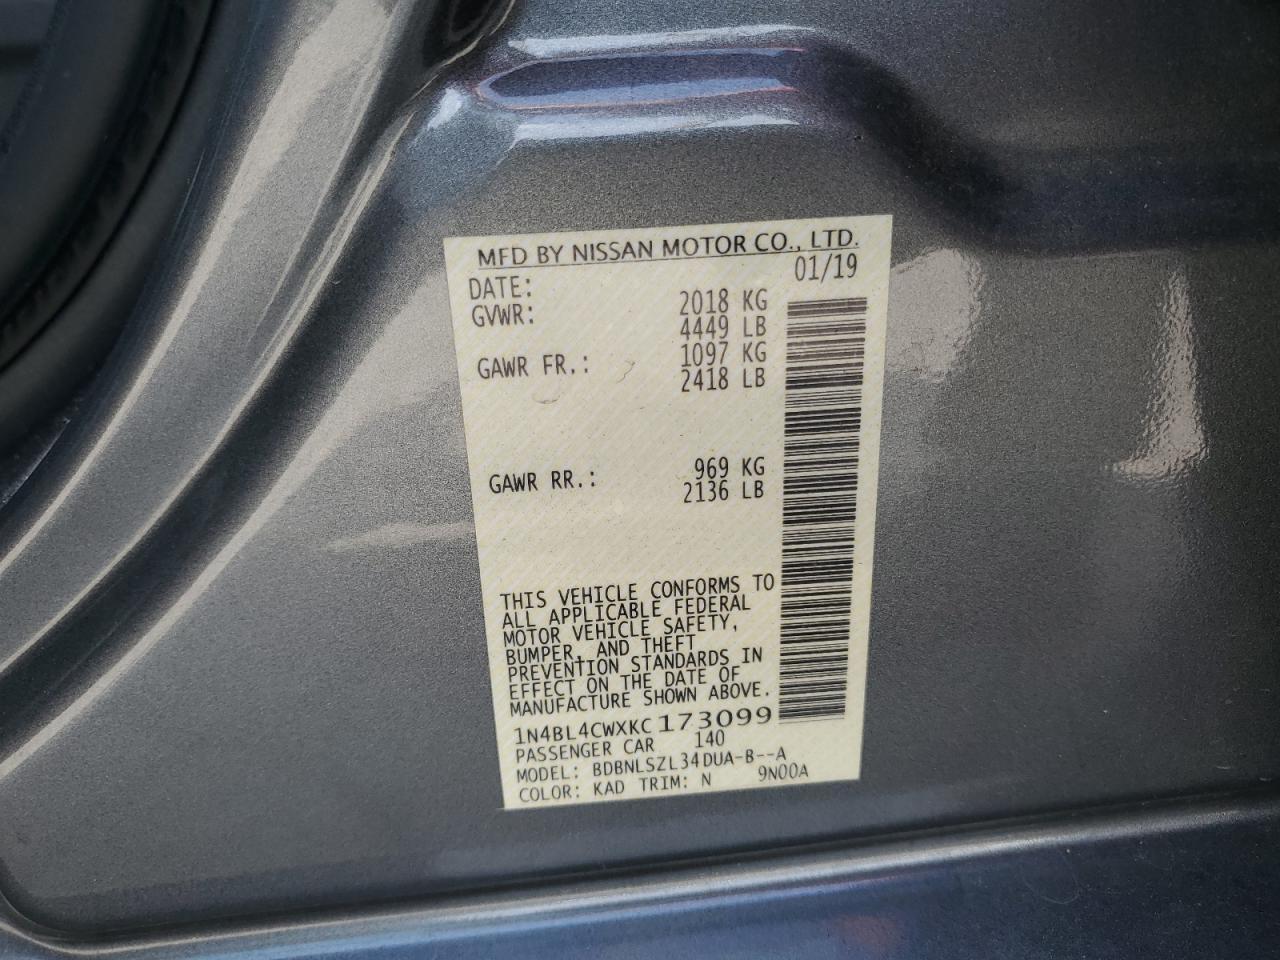 MFD BY NISSAN MOTOR CO., LTD.
DATE: 01/19
GVWR: 2018 KG
4449 LB
GAWR FR.: 1097 KG
2418 LB
GAWR RR.: 969 KG
2136 LB
THIS VEHICLE CONFORMS TO
ALL APPLICABLE FEDERAL
MOTOR VEHICLE SAFETY,
BUMPER, AND THEFT
PREVENTION STANDARDS IN
EFFECT ON THE DATE OF
MANUFACTURE SHOWN ABOVE.
1N4BL4CWXKC173099
PASSENGER CAR 140
MODEL: BDBNLSZL34DUA-B--A
COLOR: KAD TRIM: N 9N00A